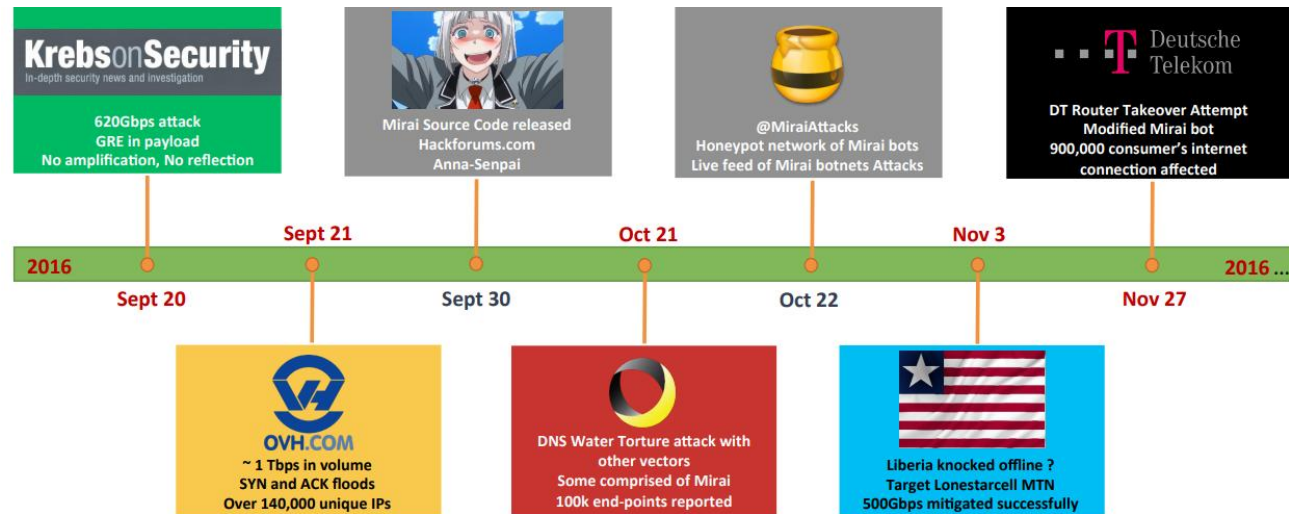 KrebsonSecurity
In-depth security news and investigation
620Gbps attack
GRE in payload
No amplification, No reflection
Mirai Source Code released
Hackforums.com
Anna-Senpai
@MiraiAttacks
Honeypot network of Mirai bots
Live feed of Mirai botnets Attacks
Deutsche
Telekom
T
DT Router Takeover Attempt
Modified Mirai bot
900,000 consumer's internet
connection affected
Sept 21
Oct 21
Nov 3
2016
2016 ...
Sept 20
Sept 30
Oct 22
Nov 27
OVH.COM
~ 1 Tbps in volume
SYN and ACK floods
Over 140,000 unique IPs
DNS Water Torture attack with
other vectors
Some comprised of Mirai
100k end-points reported
Liberia knocked offline ?
Target Lonestarcell MTN
500Gbps mitigated successfully